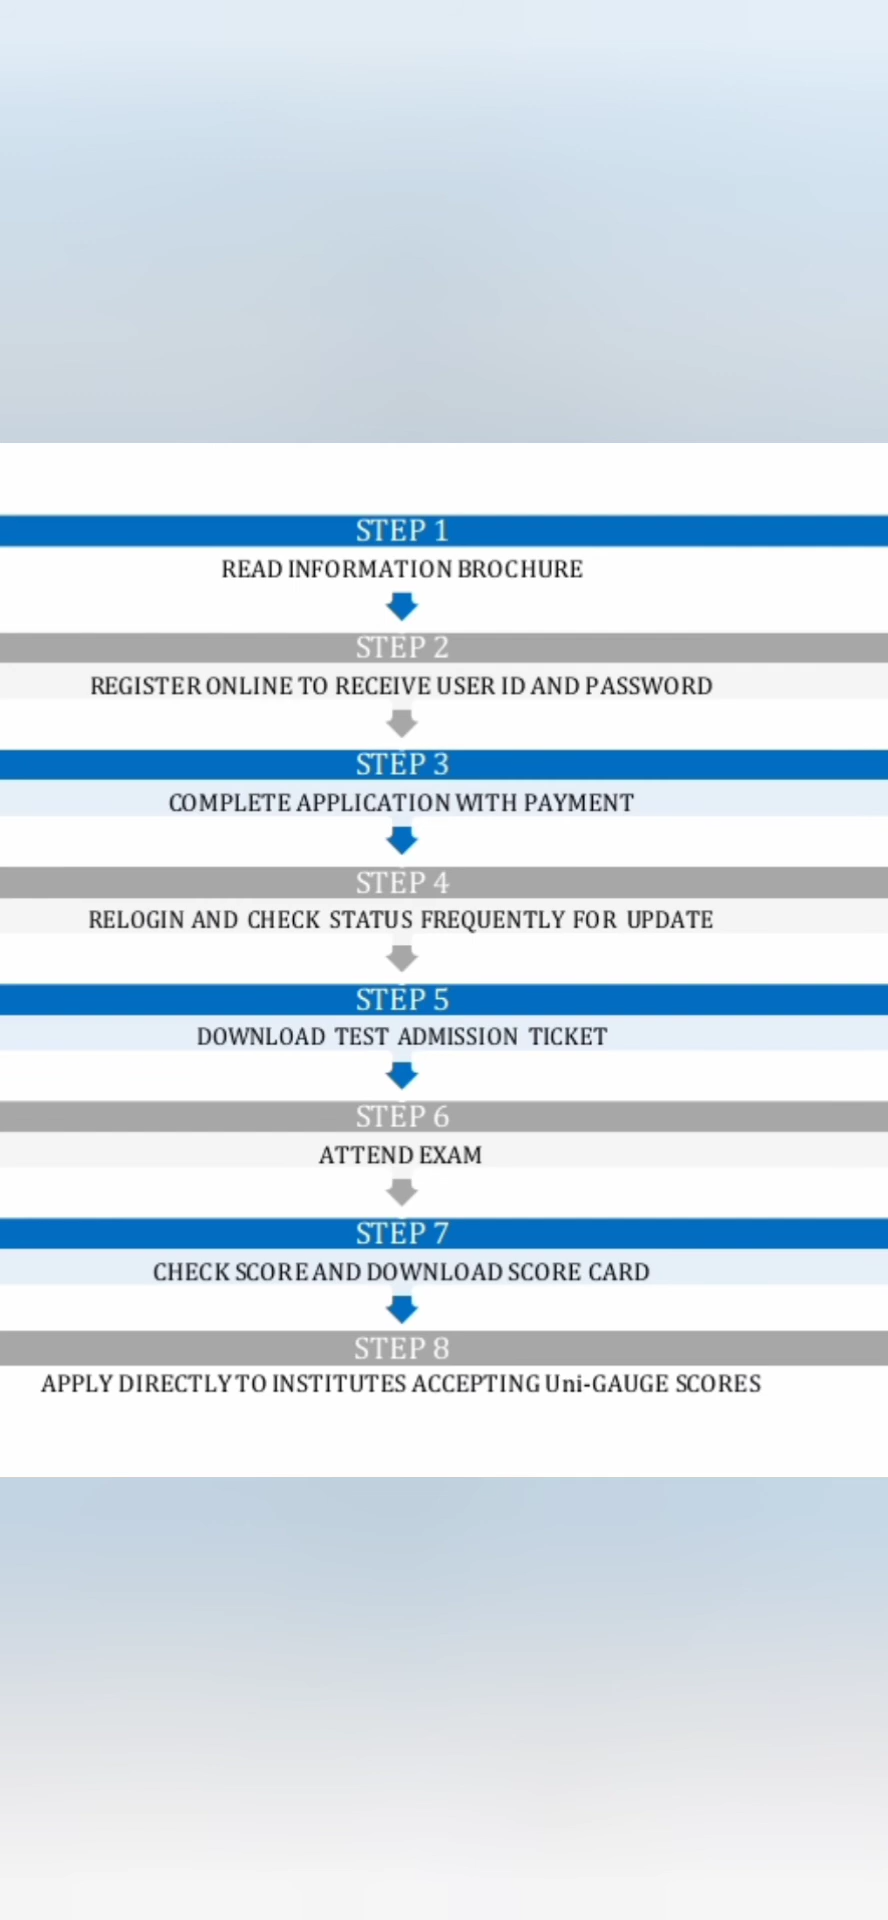 STEP 1
READ INFORMATION BROCHURE
STEP 2
REGISTER ONLINE TO RECEIVE USER ID AND PASSWORD
STEP 3
COMPLETE APPLICATION WITH PAYMENT
STEP 4
RELOGIN AND CHECK STATUS FREQUENTLY FOR UPDATE
STEP 5
DOWNLOAD TEST ADMISSION TICKET
STEP 6
ATTEND EXAM
STEP 7
CHECK SCORE AND DOWNLOAD SCORE CARD
STEP 8
APPLY DIRECTLY TO INSTITUTES ACCEPTING Uni-GAUGE SCORES